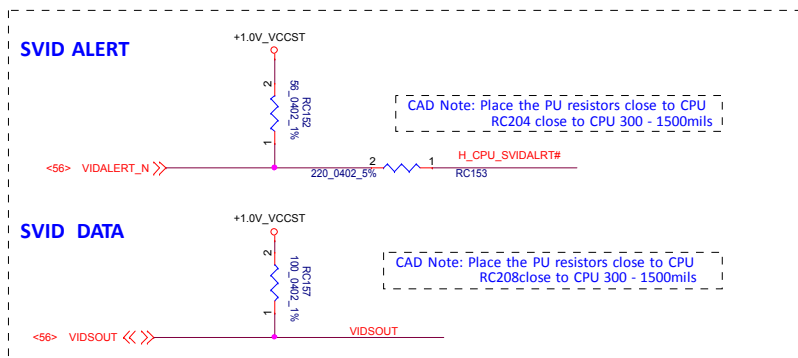 SVID ALERT
+1.0V_VCCST
2
RC152
56_0402_1%
1
CAD Note: Place the PU resistors close to CPU
RC204 close to CPU 300 - 1500mils
<56> VIDALERT_N
2
1
H_CPU_SVIDALRT#
220_0402_5%
RC153
SVID DATA
+1.0V_VCCST
2
RC157
100_0402_1%
1
CAD Note: Place the PU resistors close to CPU
RC208close to CPU 300 - 1500mils
<56> VIDSOUT
VIDSOUT